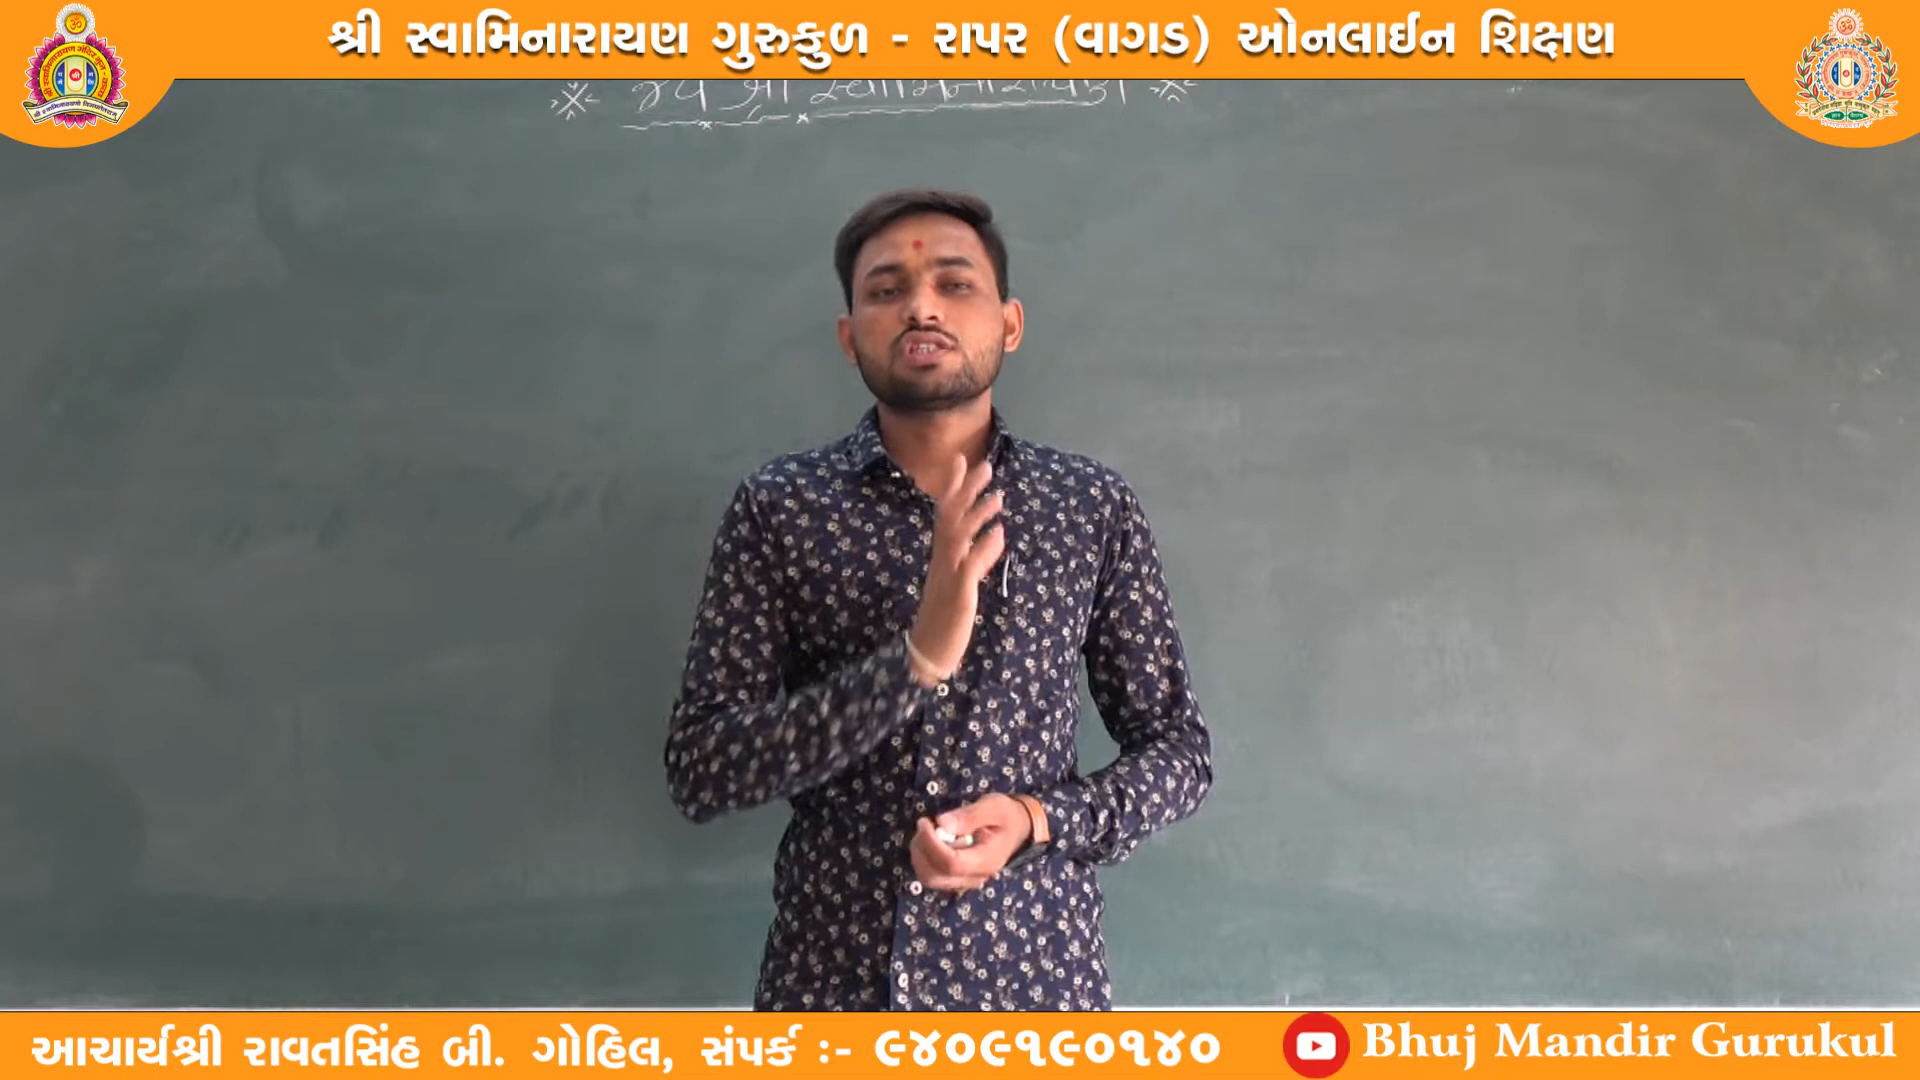 શ્રી સ્વામિનારાયણ ગુરુકુળ - રાપર (વાગડ) ઓનલાઈન શિક્ષણ
જય શ્રી સ્વામિનારાયણ
આચાર્યશ્રી રાવતસિંહ બી. ગોહિલ, સંપર્ક :- ૯૪૦૯૧૯૦૧૪૦
Bhuj Mandir Gurukul